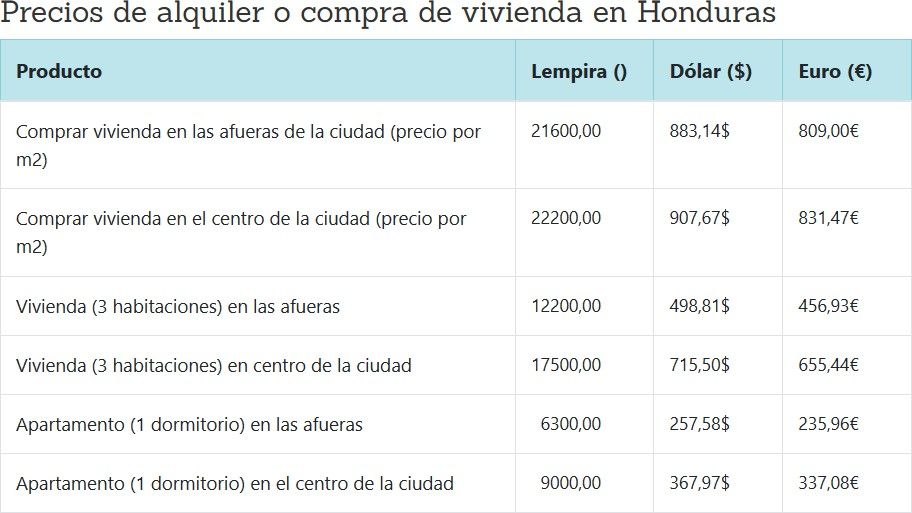 Precios de alquiler o compra de vivienda en Honduras
Producto Lempira () Dólar ($) Euro (€)
Comprar vivienda en las afueras de la ciudad (precio por 21600,00 883,14$ 809,00€
m2)
Comprar vivienda en el centro de la ciudad (precio por 22200,00 907,67$ 831,47€
m2)
Vivienda (3 habitaciones) en las afueras 12200,00 498,81$ 456,93€
Vivienda (3 habitaciones) en centro de la ciudad 17500,00 715,50$ 655,44€
Apartamento (1 dormitorio) en las afueras 6300,00 257,58$ 235,96€
Apartamento (1 dormitorio) en el centro de la ciudad 9000,00 367,97$ 337,08€